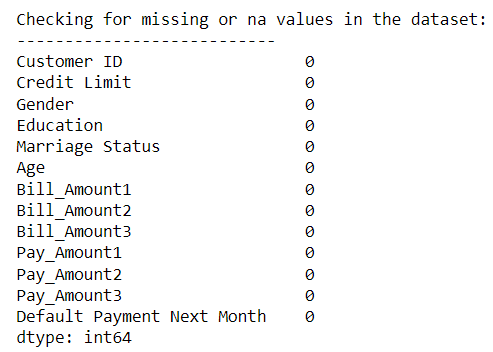 Checking for missing or na values in the dataset:
---------------------------
Customer ID 0
Credit Limit 0
Gender 0
Education 0
Marriage Status 0
Age 0
Bill_Amount1 0
Bill_Amount2 0
Bill_Amount3 0
Pay_Amount1 0
Pay_Amount2 0
Pay_Amount3 0
Default Payment Next Month 0
dtype: int64